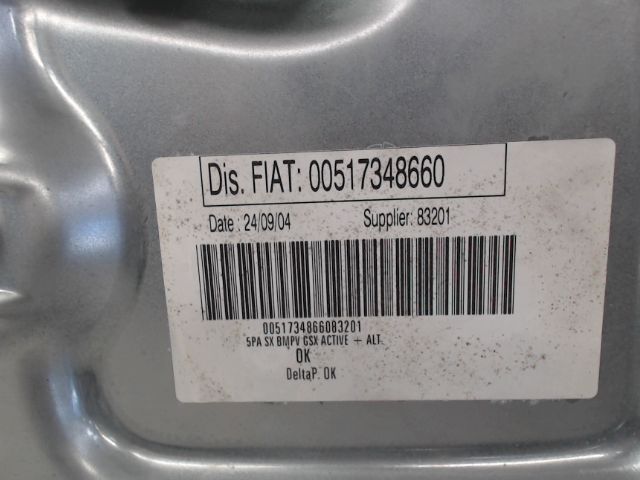 Dis. FIAT: 00517348660
Date : 24/09/04 Supplier: 83201
0051734866083201
5PA SX BMPV GSX ACTIVE + ALT.
OK
DeltaP. OK